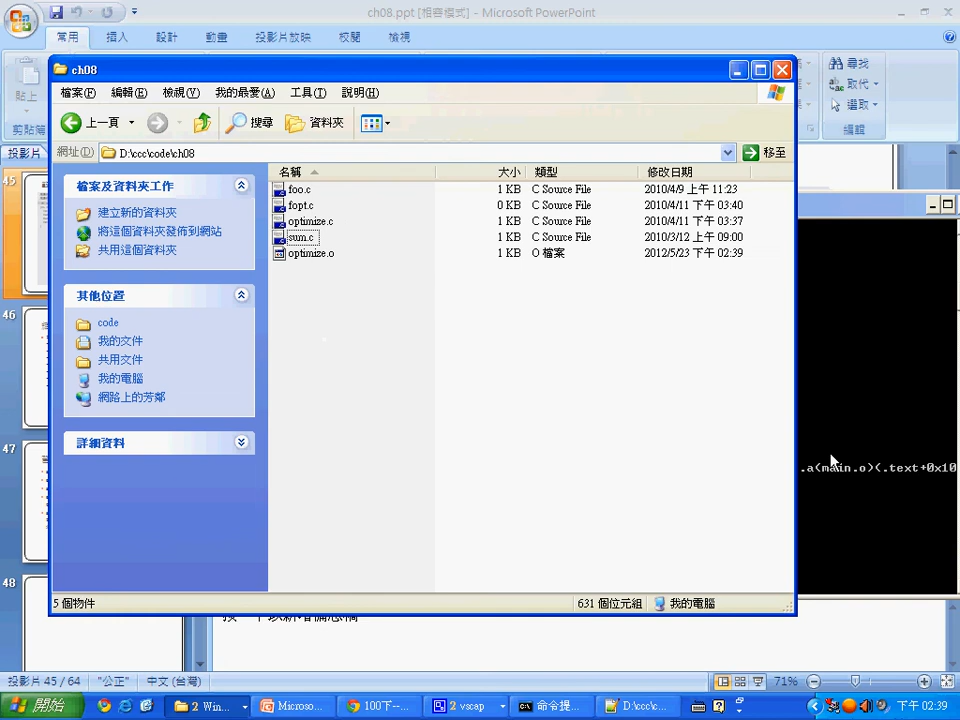 ch08.ppt [相容模式] - Microsoft PowerPoint
常用 插入 設計 動畫 投影片放映 校閱 檢視
貼上
剪貼簿
尋找
取代
選取
編輯
投影片
ch08
檔案(F) 編輯(E) 檢視(V) 我的最愛(A) 工具(T) 說明(H)
上一頁 搜尋 資料夾
網址(D) D:\ccc\code\ch08 移至
檔案及資料夾工作
建立新的資料夾
將這個資料夾發佈到網站
共用這個資料夾
其他位置
code
我的文件
共用文件
我的電腦
網路上的芳鄰
詳細資料
名稱 大小 類型 修改日期
foo.c 1 KB C Source File 2010/4/9 上午 11:23
fopt.c 0 KB C Source File 2010/4/11 下午 03:40
optimize.c 1 KB C Source File 2010/4/11 下午 03:37
sum.c 1 KB C Source File 2010/3/12 上午 09:00
optimize.o 1 KB O 檔案 2012/5/23 下午 02:39
5 個物件 631 個位元組 我的電腦
45
46
47
48
.a(main.o)(.text+0x10
投影片 45 / 64 "公正" 中文 (台灣) 71%
開始 2 Win... Microso... 100下--... 2 vscap 命令提... D:\ccc\c... 下午 02:39